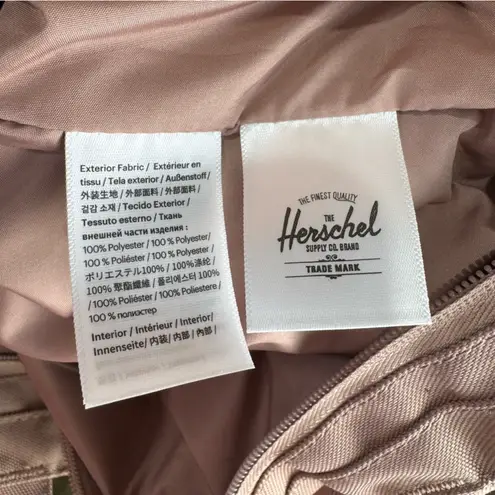 Exterior Fabric / Extérieur en
tissu / Tela exterior / Außenstoff/
外装生地 / 外部面料 / 外部面料/
겉감 소재 / Tecido Exterior /
Tessuto esterno / Ткань
внешней части изделия :
100% Polyester / 100 % Polyester/
100% Poliéster/ 100% Polyester/
ポリエステル100% / 100%涤纶/
100% 聚酯纖維 / 폴리에스터 100%
/ 100% Poliéster / 100% Poliestere/
100 % полиэстер
Interior / Intérieur / Interior/
Innenseite/ 内装/ 内部 / 內部/
THE FINEST QUALITY
THE
Herschel
SUPPLY CO. BRAND
TRADE MARK